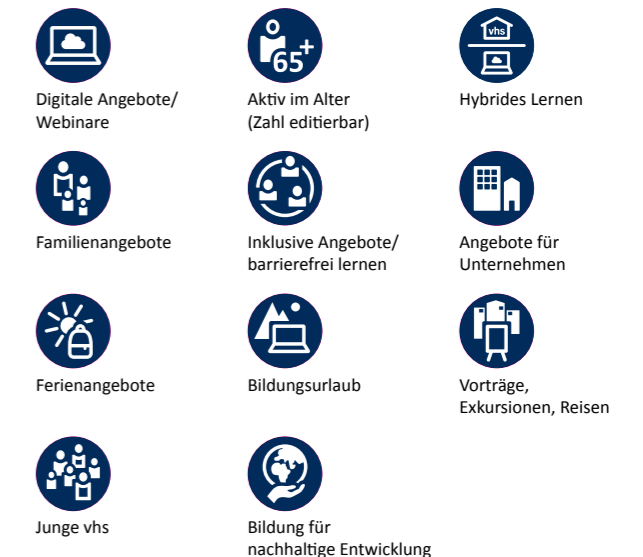 65+
vhs
Digitale Angebote/
Webinare
Aktiv im Alter
(Zahl editierbar)
Hybrides Lernen
Familienangebote
Inklusive Angebote/
barrierefrei lernen
Angebote für
Unternehmen
Ferienangebote
Bildungsurlaub
Vorträge,
Exkursionen, Reisen
Junge vhs
Bildung für
nachhaltige Entwicklung